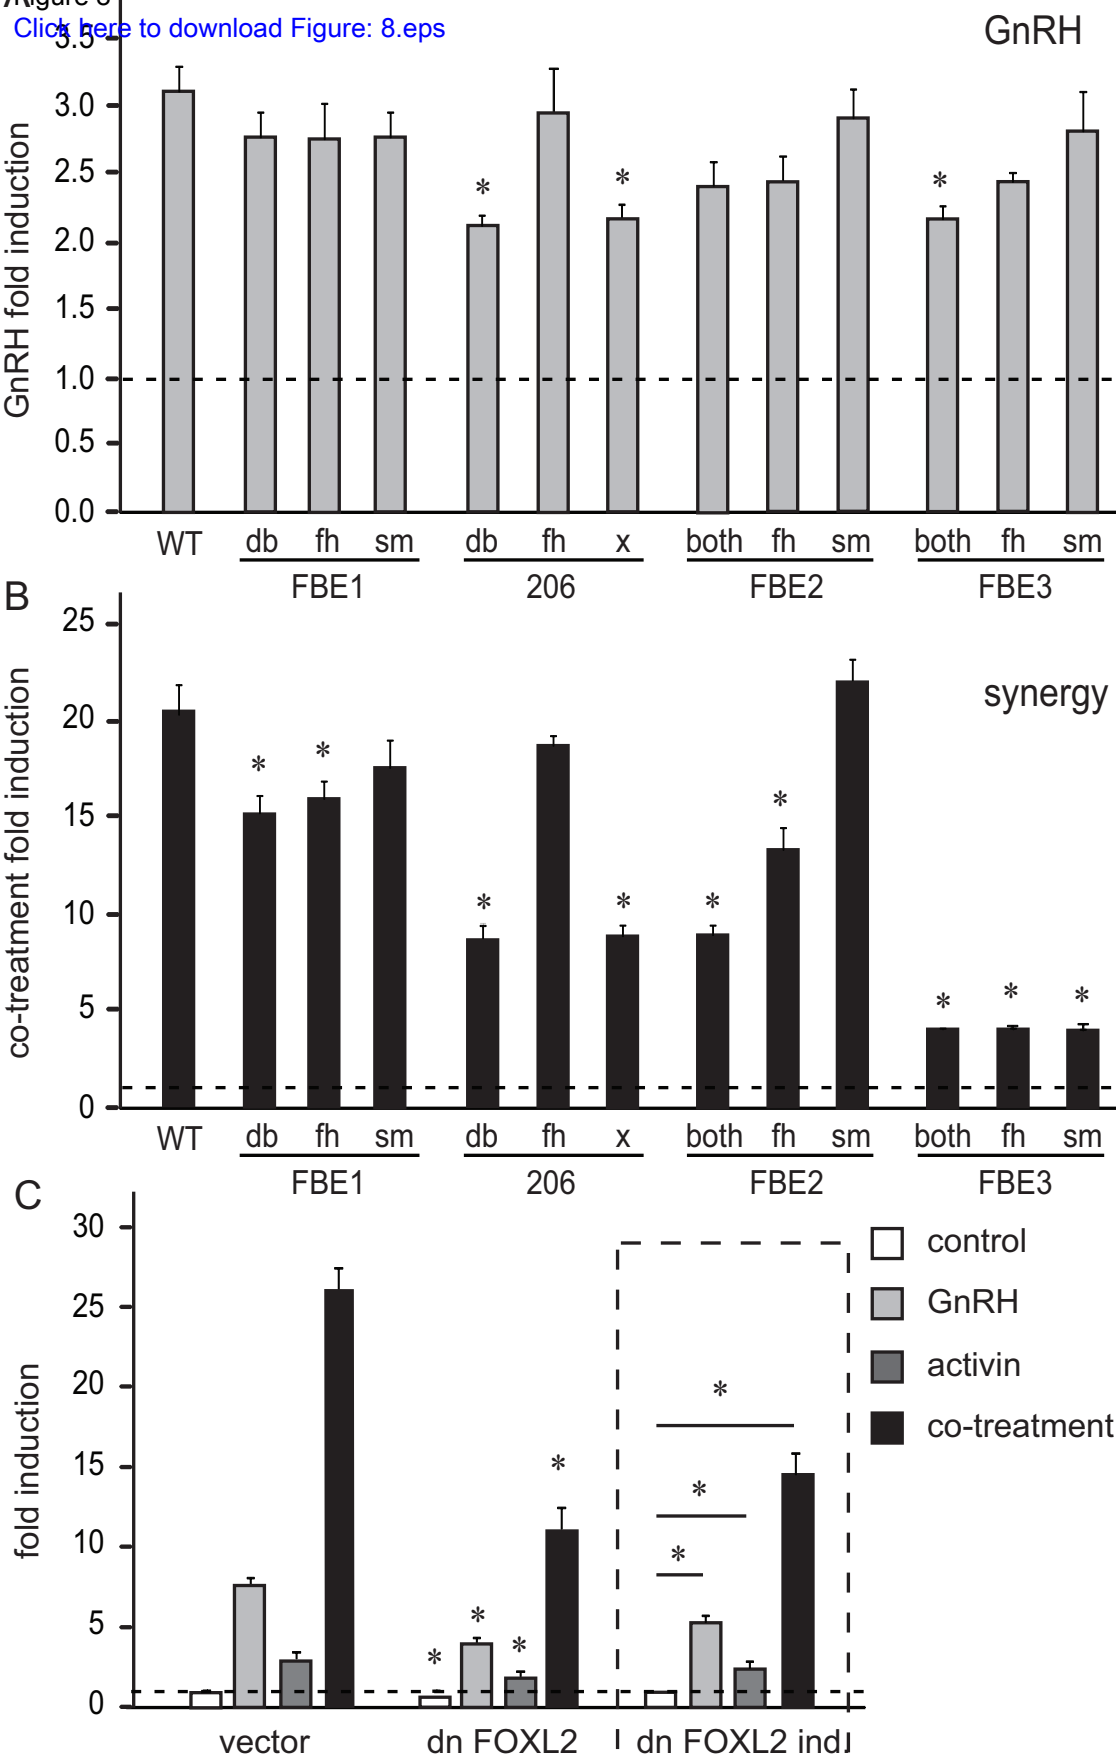 Click here to download Figure: 8.eps
GnRH
GnRH fold induction
3.5
3.0
2.5
2.0
1.5
1.0
0.5
0.0
* * *
WT db fh sm db fh x both fh sm both fh sm
FBE1 206 FBE2 FBE3
B
synergy
co-treatment fold induction
25
20
15
10
5
0
* * * * * * * * *
WT db fh sm db fh x both fh sm both fh sm
FBE1 206 FBE2 FBE3
C
fold induction
30
25
20
15
10
5
0
* * * *
* * *
control
GnRH
activin
co-treatment
vector dn FOXL2 dn FOXL2 ind.